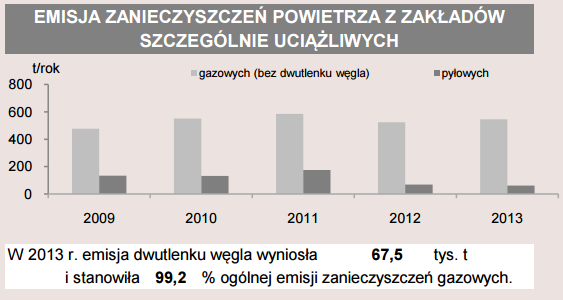 EMISJA ZANIECZYSZCZEŃ POWIETRZA Z ZAKŁADÓW
SZCZEGÓLNIE UCIĄŻLIWYCH
t/rok
gazowych (bez dwutlenku węgla) pyłowych
800
600
400
200
0
2009 2010 2011 2012 2013
W 2013 r. emisja dwutlenku węgla wyniosła 67,5 tys. t
i stanowiła 99,2 % ogólnej emisji zanieczyszczeń gazowych.